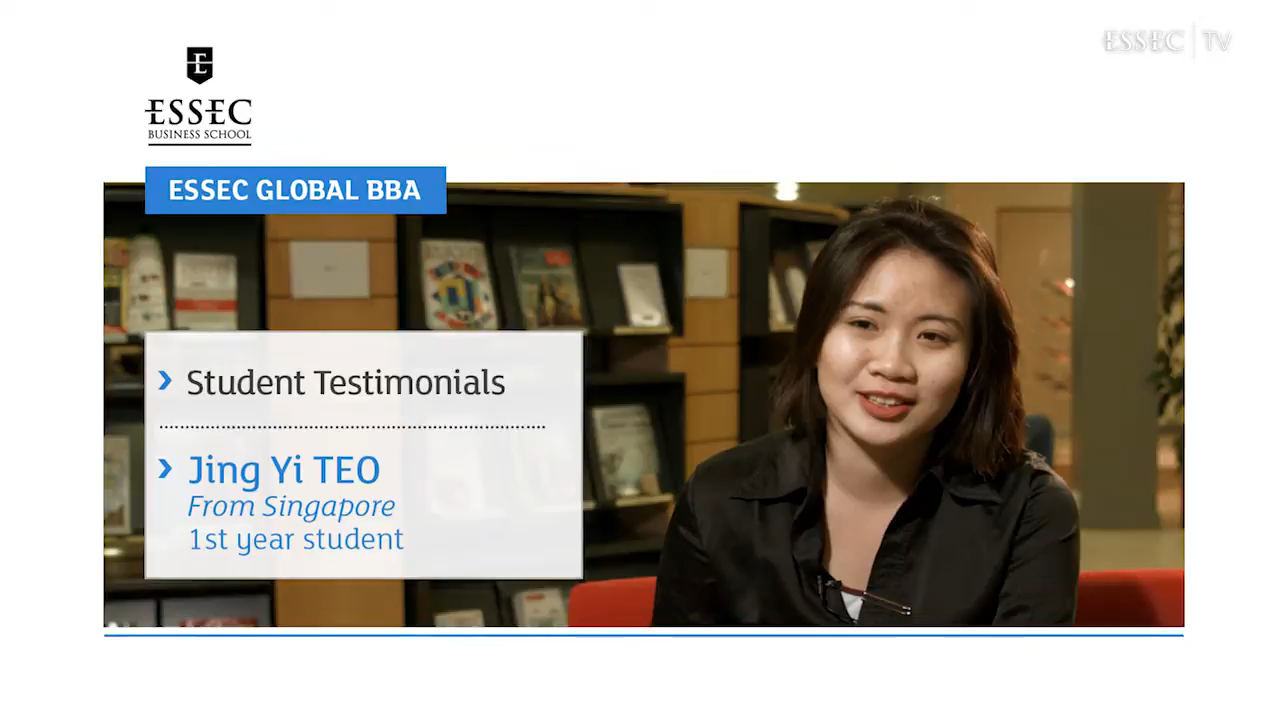 ESSEC | TV
E
ESSEC
BUSINESS SCHOOL
ESSEC GLOBAL BBA
› Student Testimonials
› Jing Yi TEO
From Singapore
1st year student